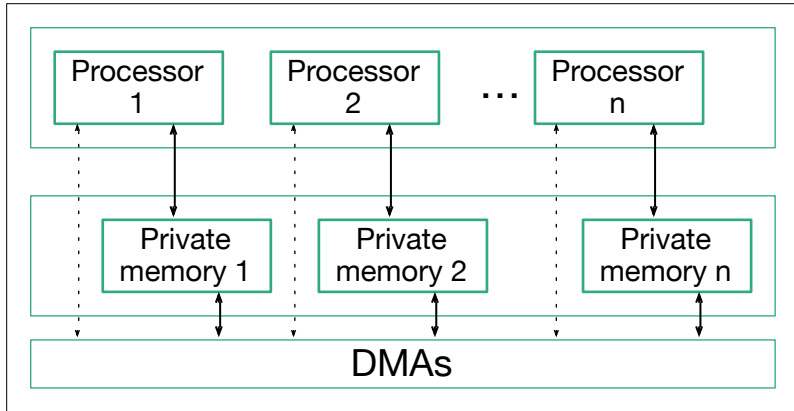 Processor
1
Processor
2
...
Processor
n
Private
memory 1
Private
memory 2
Private
memory n
DMAs